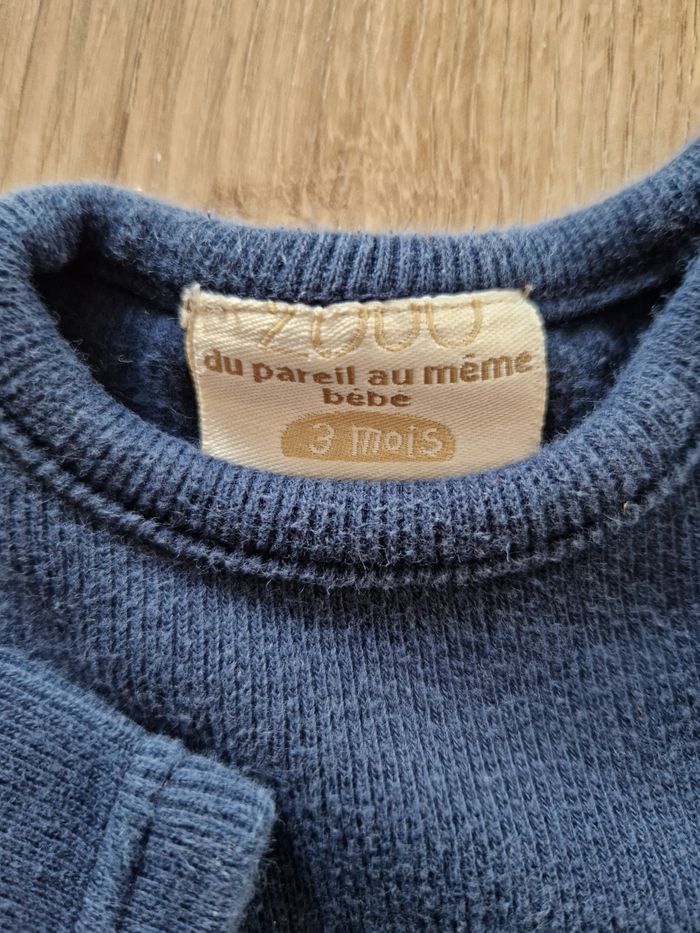 du pareil au même
bébé
3 mois